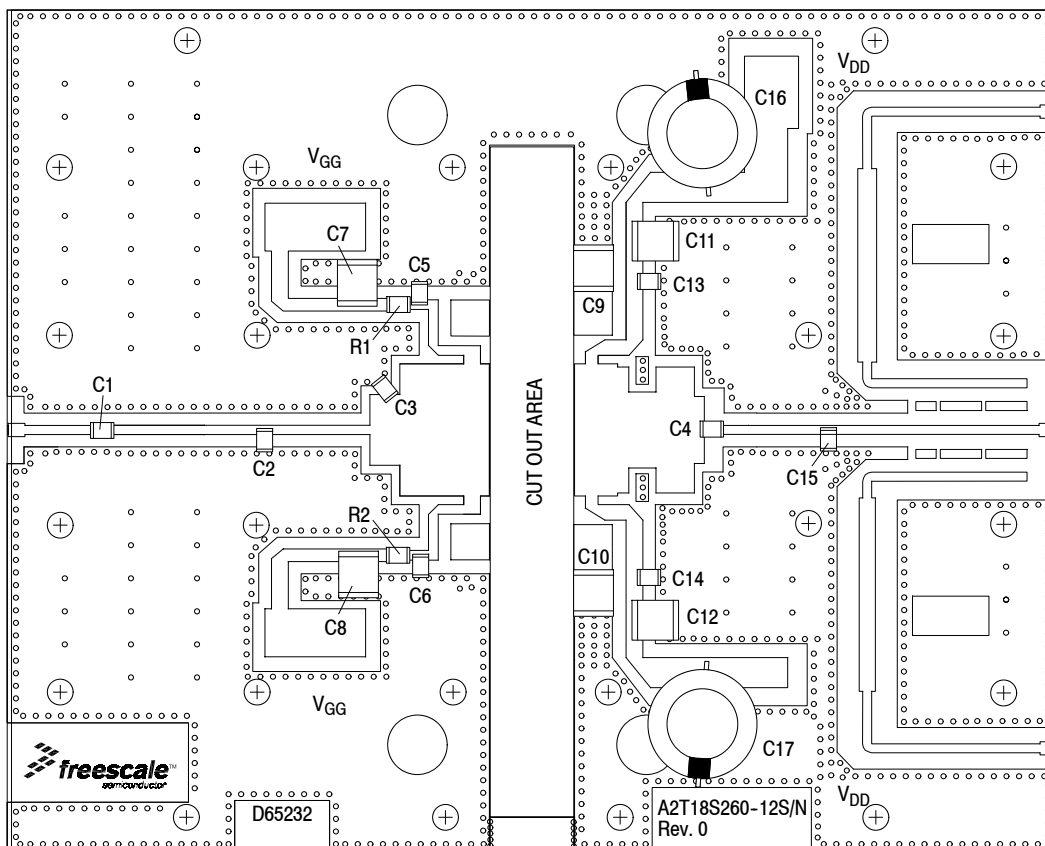 VDD
C16
VGG
C7
C5
C11
C13
C9
R1
C3
C1
C4
C2
C15
CUT OUT AREA
R2
C10
C14
C6
C12
C8
VGG
C17
freescale™
semiconductor
VDD
D65232
A2T18S260-12S/N
Rev. 0